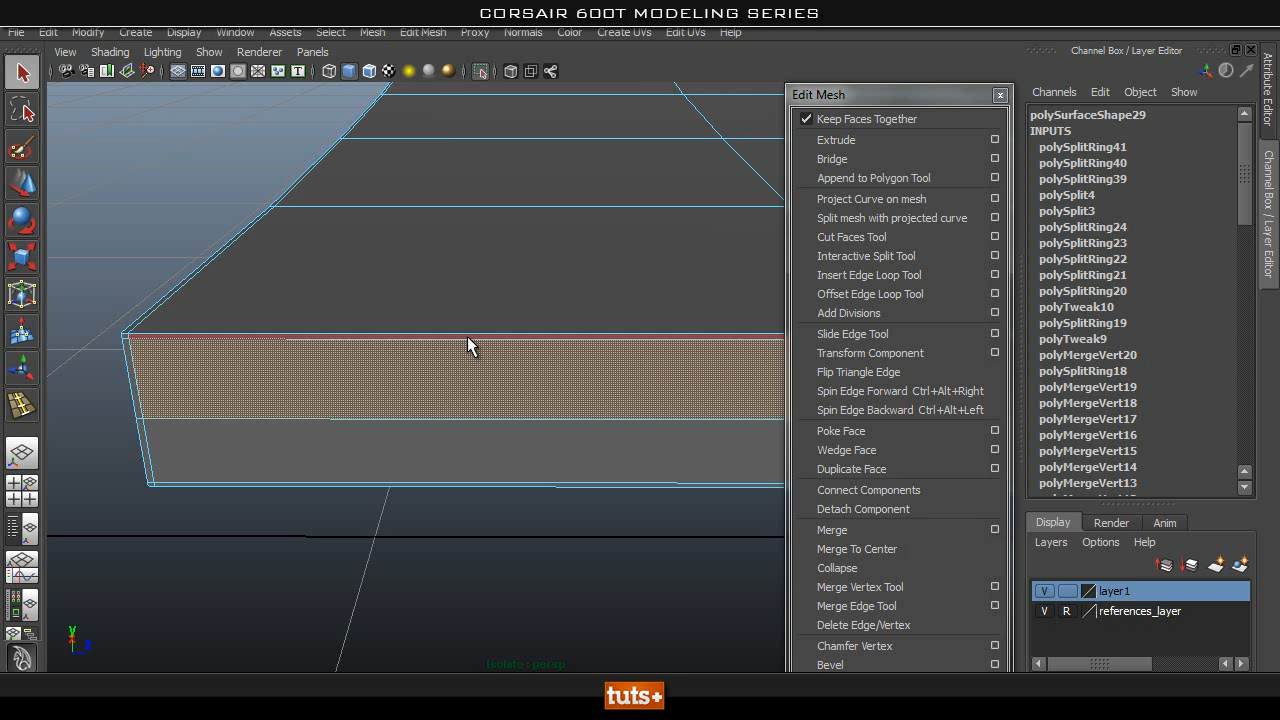 CORSAIR 600T MODELING SERIES
File Edit Modify Create Display Window Assets Select Mesh Edit Mesh Proxy Normals Color Create UVs Edit UVs Help
View Shading Lighting Show Renderer Panels
Channel Box / Layer Editor
Edit Mesh
Channels Edit Object Show
Attribute Editor
Channel Box / Layer Editor
Keep Faces Together
Extrude
Bridge
Append to Polygon Tool
Project Curve on mesh
Split mesh with projected curve
Cut Faces Tool
Interactive Split Tool
Insert Edge Loop Tool
Offset Edge Loop Tool
Add Divisions
Slide Edge Tool
Transform Component
Flip Triangle Edge
Spin Edge Forward Ctrl+Alt+Right
Spin Edge Backward Ctrl+Alt+Left
Poke Face
Wedge Face
Duplicate Face
Connect Components
Detach Component
Merge
Merge To Center
Collapse
Merge Vertex Tool
Merge Edge Tool
Delete Edge/Vertex
Chamfer Vertex
Bevel
polySurfaceShape29
INPUTS
polySplitRing41
polySplitRing40
polySplitRing39
polySplit4
polySplit3
polySplitRing24
polySplitRing23
polySplitRing22
polySplitRing21
polySplitRing20
polyTweak10
polySplitRing19
polyTweak9
polyMergeVert20
polySplitRing18
polyMergeVert19
polyMergeVert18
polyMergeVert17
polyMergeVert16
polyMergeVert15
polyMergeVert14
polyMergeVert13
Display Render Anim
Layers Options Help
V layer1
V R references_layer
y
z
Isolate : persp
tuts+